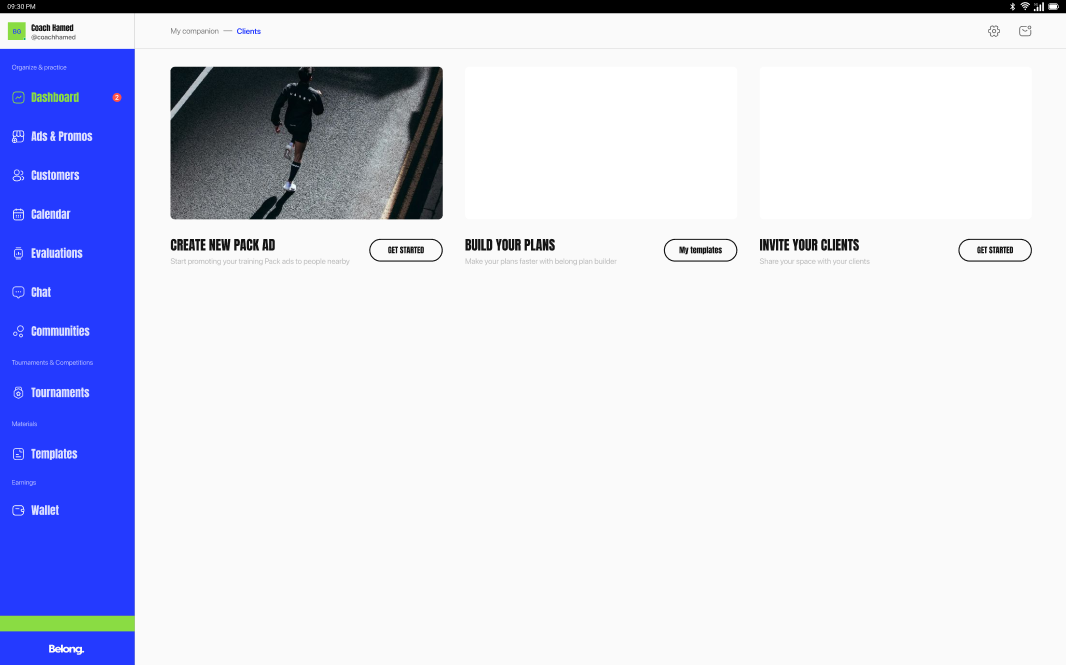 09:30 PM
BG
Coach Hamed
@coachhamed
My companion — Clients
Organize & practice
Dashboard
2
Ads & Promos
Customers
Calendar
Evaluations
Chat
Communities
Tournaments & Competitions
Tournaments
Materials
Templates
Earnings
Wallet
Belong.
CREATE NEW PACK AD
Start promoting your training Pack ads to people nearby
GET STARTED
BUILD YOUR PLANS
Make your plans faster with belong plan builder
My templates
INVITE YOUR CLIENTS
Share your space with your clients
GET STARTED